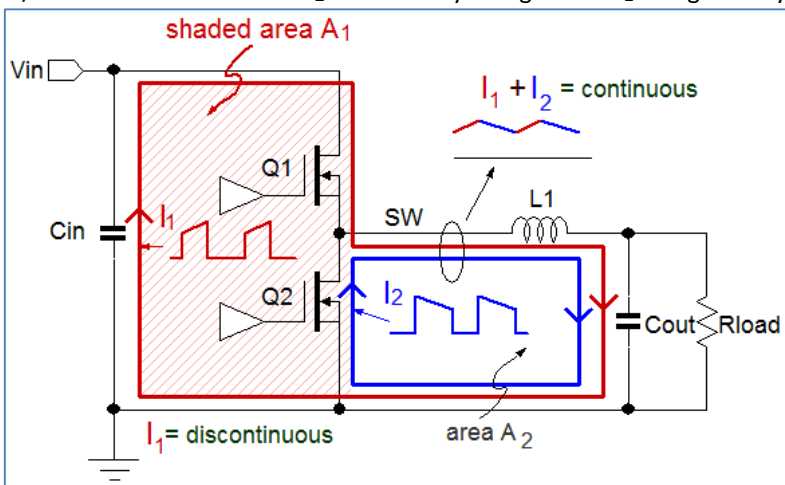 shaded area A1
Vin
I1 + I2 = continuous
Q1
I1
SW
L1
Cin
Q2
I2
Cout
Rload
I1= discontinuous
area A2